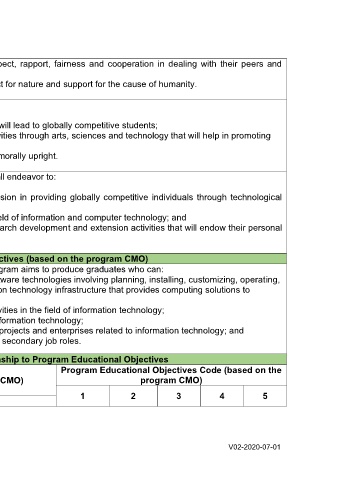 pect, rapport, fairness and cooperation in dealing with their peers and
ct for nature and support for the cause of humanity.
will lead to globally competitive students;
vities through arts, sciences and technology that will help in promoting
morally upright.
all endeavor to:
sion in providing globally competitive individuals through technological
eld of information and computer technology; and
arch development and extension activities that will endow their personal
ctives (based on the program CMO)
gram aims to produce graduates who can:
ware technologies involving planning, installing, customizing, operating,
on technology infrastructure that provides computing solutions to
vities in the field of information technology;
formation technology;
projects and enterprises related to information technology; and
secondary job roles.
nship to Program Educational Objectives
CMO)
Program Educational Objectives Code (based on the
program CMO)
1 2 3 4 5
V02-2020-07-01